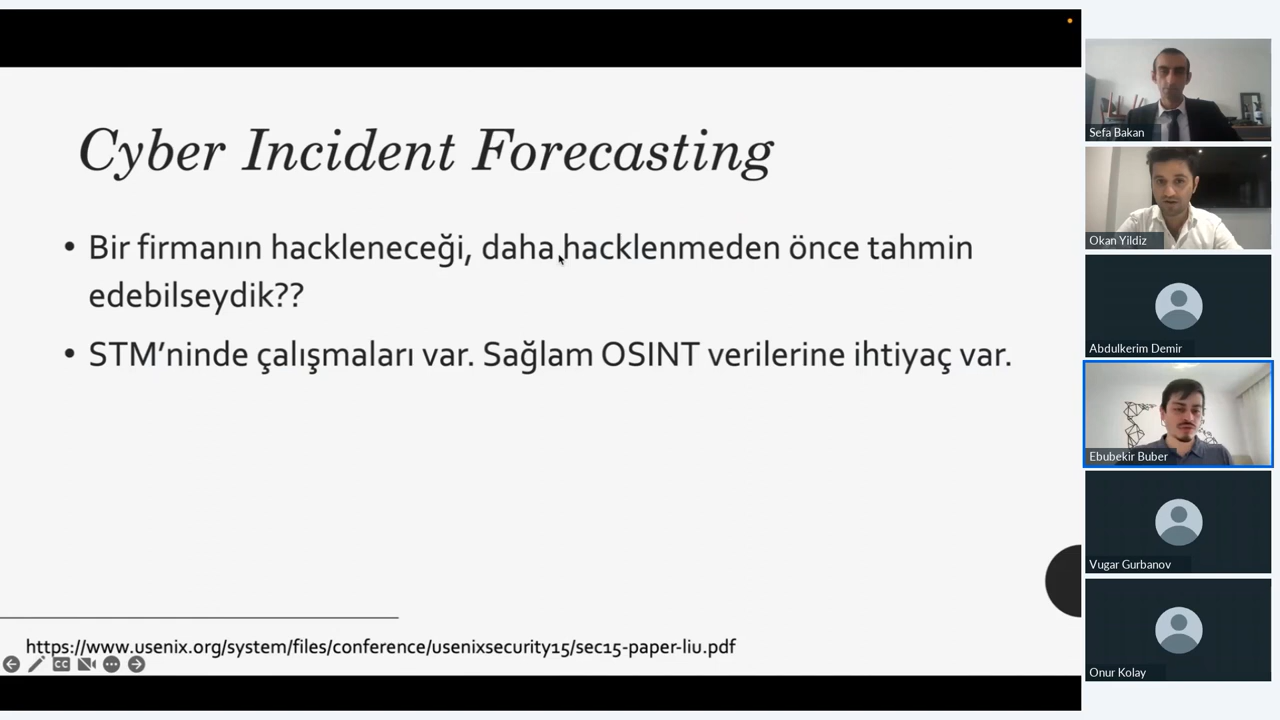 Cyber Incident Forecasting
• Bir firmanın hackleneceği, daha hacklenmeden önce tahmin
edebilseydik??
• STM’ninde çalışmaları var. Sağlam OSINT verilerine ihtiyaç var.
https://www.usenix.org/system/files/conference/usenixsecurity15/sec15-paper-liu.pdf
CC
Sefa Bakan
Okan Yildiz
Abdulkerim Demir
Ebubekir Buber
Vugar Gurbanov
Onur Kolay